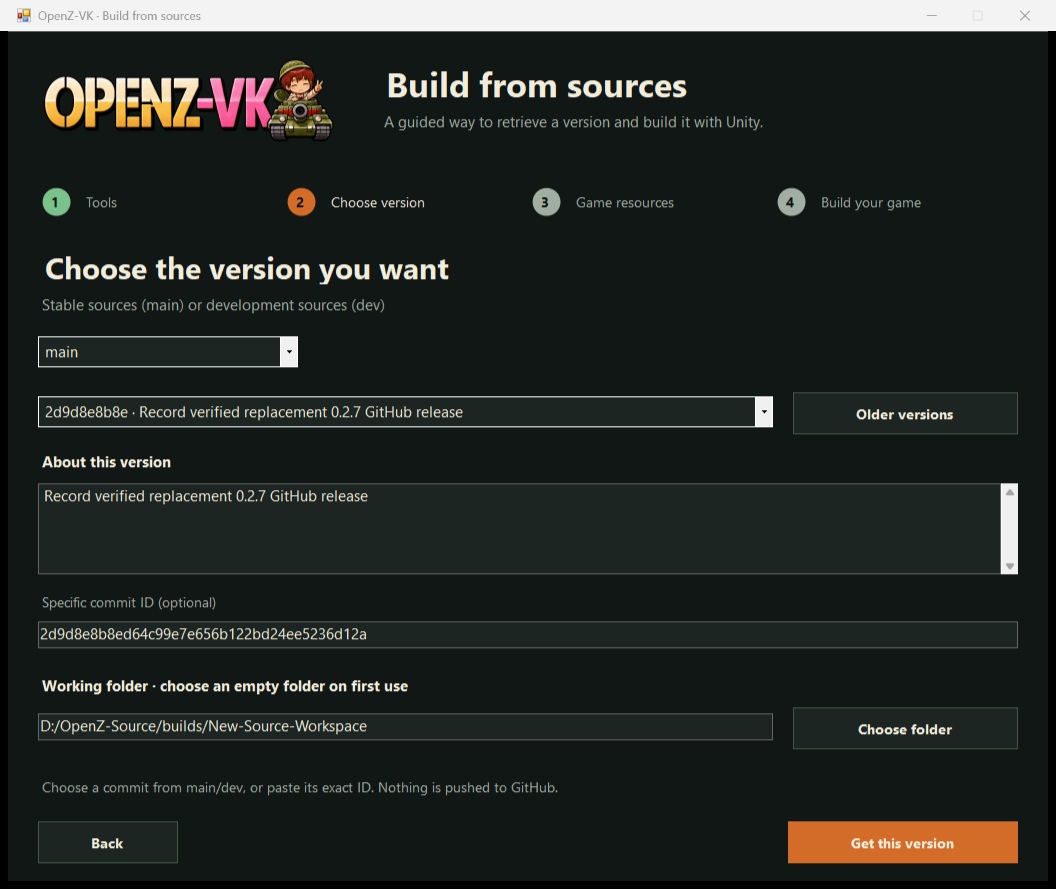 OpenZ-VK · Build from sources
OPENZ-VK
Build from sources
A guided way to retrieve a version and build it with Unity.
1 Tools
2 Choose version
3 Game resources
4 Build your game
Choose the version you want
Stable sources (main) or development sources (dev)
main
2d9d8e8b8e · Record verified replacement 0.2.7 GitHub release
Older versions
About this version
Record verified replacement 0.2.7 GitHub release
Specific commit ID (optional)
2d9d8e8b8ed64c99e7e656b122bd24ee5236d12a
Working folder · choose an empty folder on first use
D:/OpenZ-Source/builds/New-Source-Workspace
Choose folder
Choose a commit from main/dev, or paste its exact ID. Nothing is pushed to GitHub.
Back
Get this version